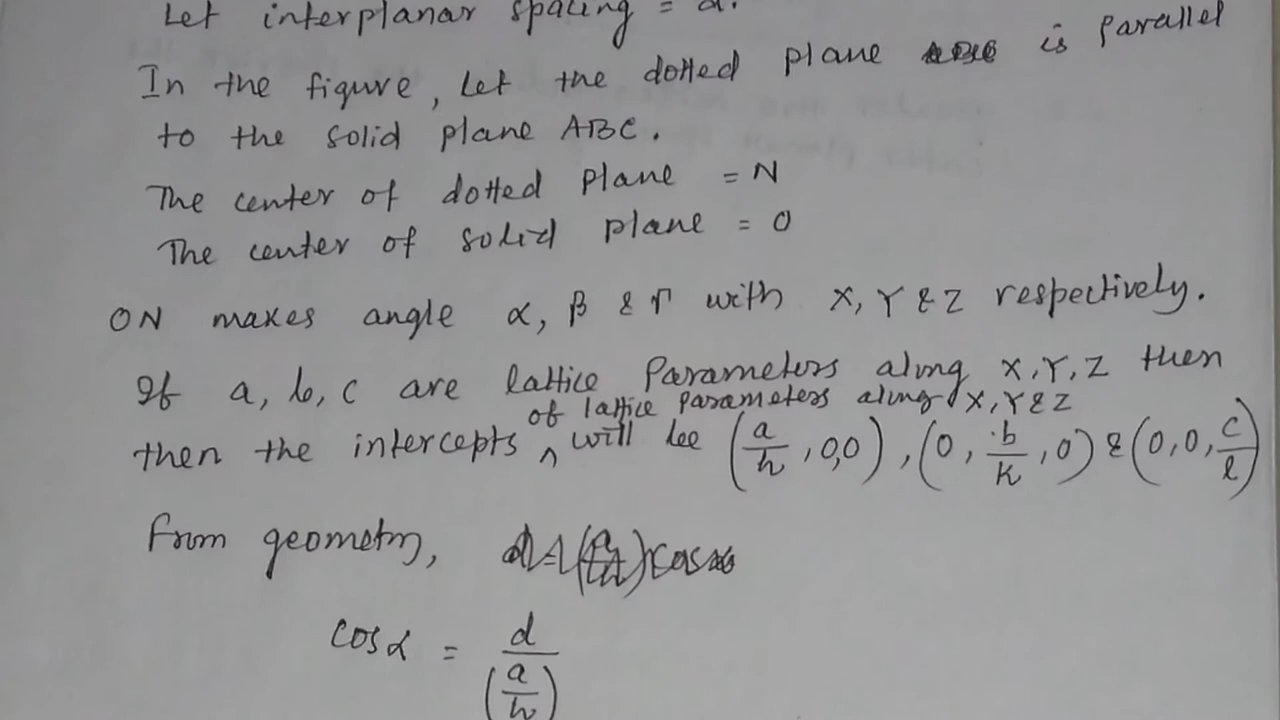 Let interplanar spacing = d.
In the figure, Let the dotted plane is parallel
to the solid plane ABC.
The center of dotted plane = N
The center of solid plane = O
ON makes angle α, β & Γ with X, Y & Z respectively.
If a, b, c are lattice Parameters along X, Y, Z then
of lattice parameters along X, Y & Z
then the intercepts ^ will be (a/h, 0,0), (0, b/k, 0) & (0, 0, c/l)
From geometry,
cosα = d/(a/h)